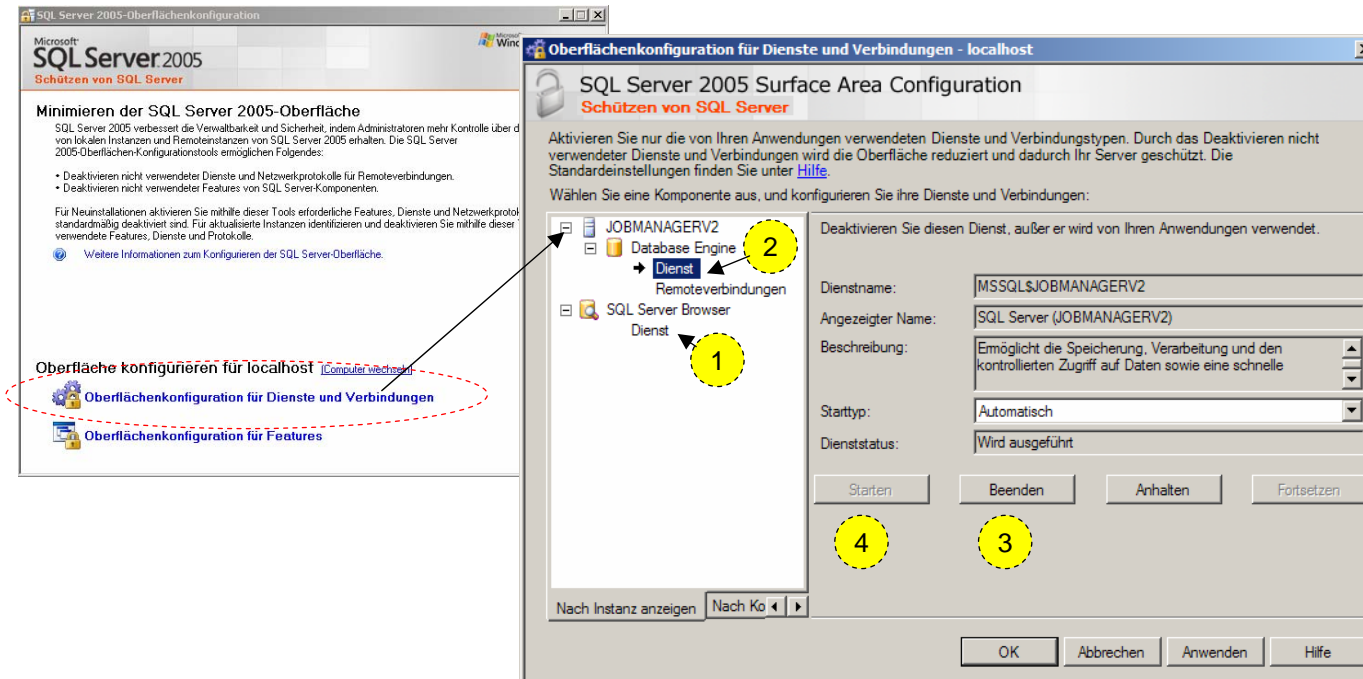 SQL Server 2005-Oberflächenkonfiguration
Microsoft
SQL Server 2005
Schützen von SQL Server
Minimieren der SQL Server 2005-Oberfläche
SQL Server 2005 verbessert die Verwaltbarkeit und Sicherheit, indem Administratoren mehr Kontrolle über
von lokalen Instanzen und Remoteinstanzen von SQL Server 2005 erhalten. Die SQL Server
2005-Oberflächen-Konfigurationstools ermöglichen Folgendes:
• Deaktivieren nicht verwendeter Dienste und Netzwerkprotokolle für Remoteverbindungen.
• Deaktivieren nicht verwendeter Features von SQL Server-Komponenten.
Für Neuinstallationen aktivieren Sie mithilfe dieser Tools erforderliche Features, Dienste und Netzwerkprotok
standardmäßig deaktiviert sind. Für aktualisierte Instanzen identifizieren und deaktivieren Sie mithilfe dieser
verwendete Features, Dienste und Protokolle.
Weitere Informationen zum Konfigurieren der SQL Server-Oberfläche.
Oberfläche konfigurieren für localhost (Computer wechseln)
Oberflächenkonfiguration für Dienste und Verbindungen
Oberflächenkonfiguration für Features
Oberflächenkonfiguration für Dienste und Verbindungen - localhost
SQL Server 2005 Surface Area Configuration
Schützen von SQL Server
Aktivieren Sie nur die von Ihren Anwendungen verwendeten Dienste und Verbindungstypen. Durch das Deaktivieren nicht
verwendeter Dienste und Verbindungen wird die Oberfläche reduziert und dadurch Ihr Server geschützt. Die
Standardeinstellungen finden Sie unter Hilfe.
Wählen Sie eine Komponente aus, und konfigurieren Sie ihre Dienste und Verbindungen:
JOBMANAGERV2
Database Engine
Dienst
Remoteverbindungen
SQL Server Browser
Dienst
2
1
Nach Instanz anzeigen
Nach Ko
Deaktivieren Sie diesen Dienst, außer er wird von Ihren Anwendungen verwendet.
Dienstname: MSSQL$JOBMANAGERV2
Angezeigter Name: SQL Server (JOBMANAGERV2)
Beschreibung: Ermöglicht die Speicherung, Verarbeitung und den
kontrollierten Zugriff auf Daten sowie eine schnelle
Starttyp: Automatisch
Dienststatus: Wird ausgeführt
Starten Beenden Anhalten Fortsetzen
4 3
OK Abbrechen Anwenden Hilfe